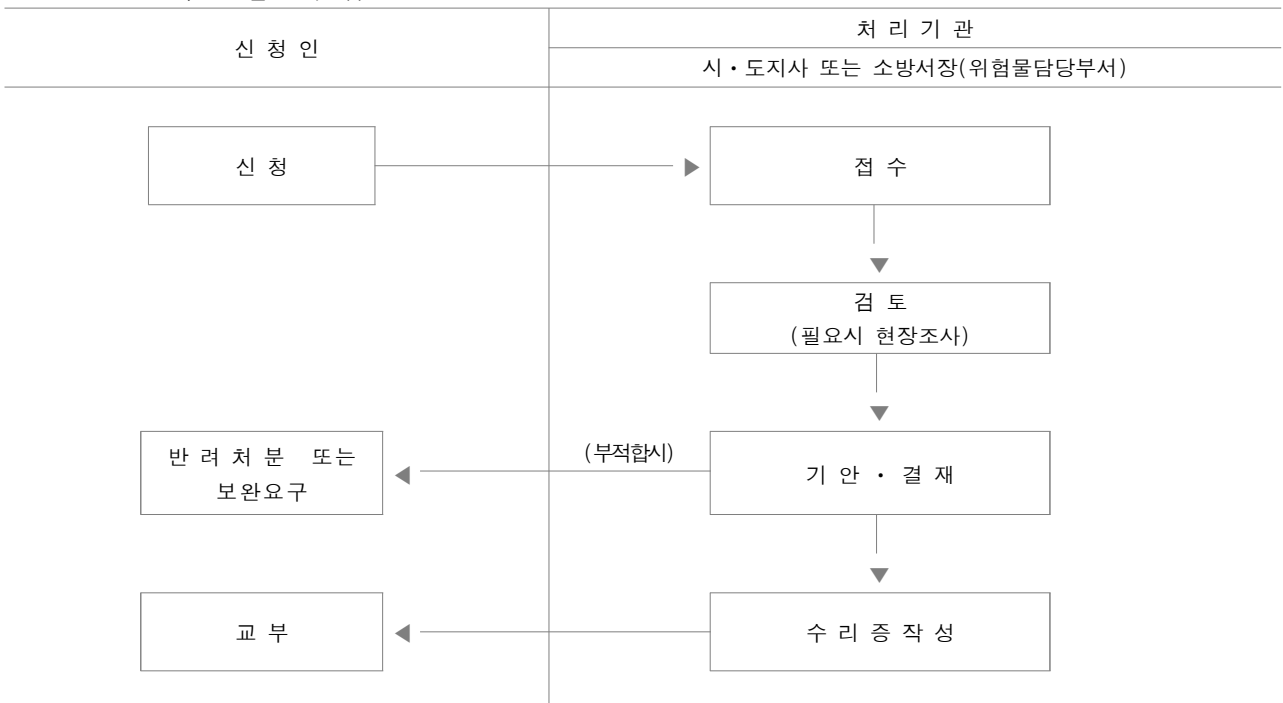 신 청 인
처 리 기 관
시·도지사 또는 소방서장(위험물담당부서)
신 청
접 수
검 토
(필요시 현장조사)
반 려 처 분 또는
보완요구
(부적합시)
기 안 · 결 재
교 부
수 리 증 작 성